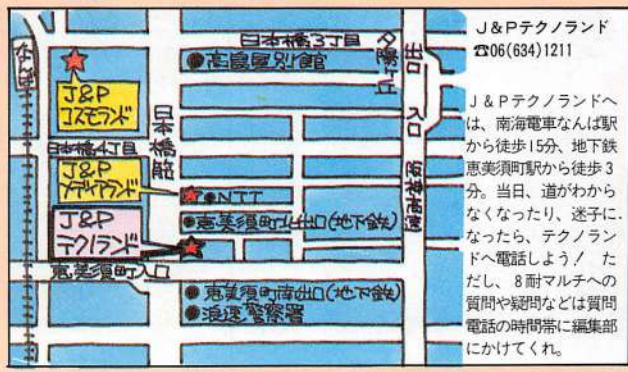 なんば
J&P
コスモランド
日本橋4丁目
J&P
メディアランド
J&P
テクノランド
恵美須町入口
日本橋筋
日本橋3丁目
●高島屋別館
夕陽丘
出口
入口
阪神高速
●NTT
●恵美須町北出口(地下鉄)
●恵美須町南出口(地下鉄)
●浪速警察署
J&Pテクノランド
☎06(634)1211
J&Pテクノランドへ
は、南海電車なんば駅
から徒歩15分、地下鉄
恵美須町駅から徒歩3
分。当日、道がわから
なくなったり、迷子に
なったら、テクノラン
ドへ電話しよう! た
だし、8耐マルチへの
質問や疑問などは質問
電話の時間帯に編集部
にかけてくれ。